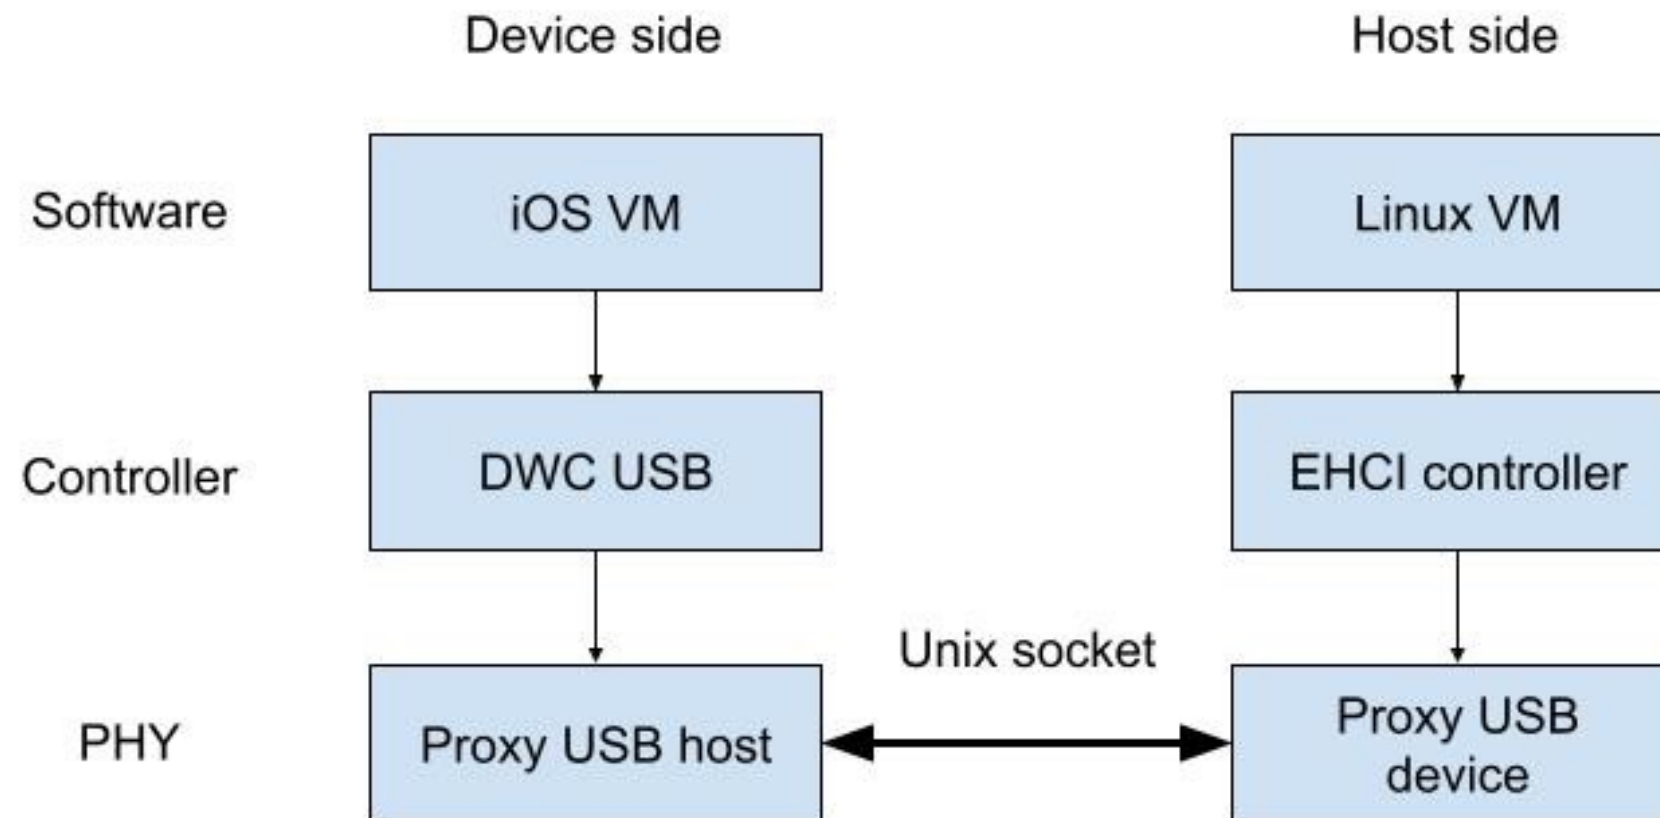 Device side
Host side
Software
iOS VM
Linux VM
Controller
DWC USB
EHCI controller
Unix socket
PHY
Proxy USB host
Proxy USB
device